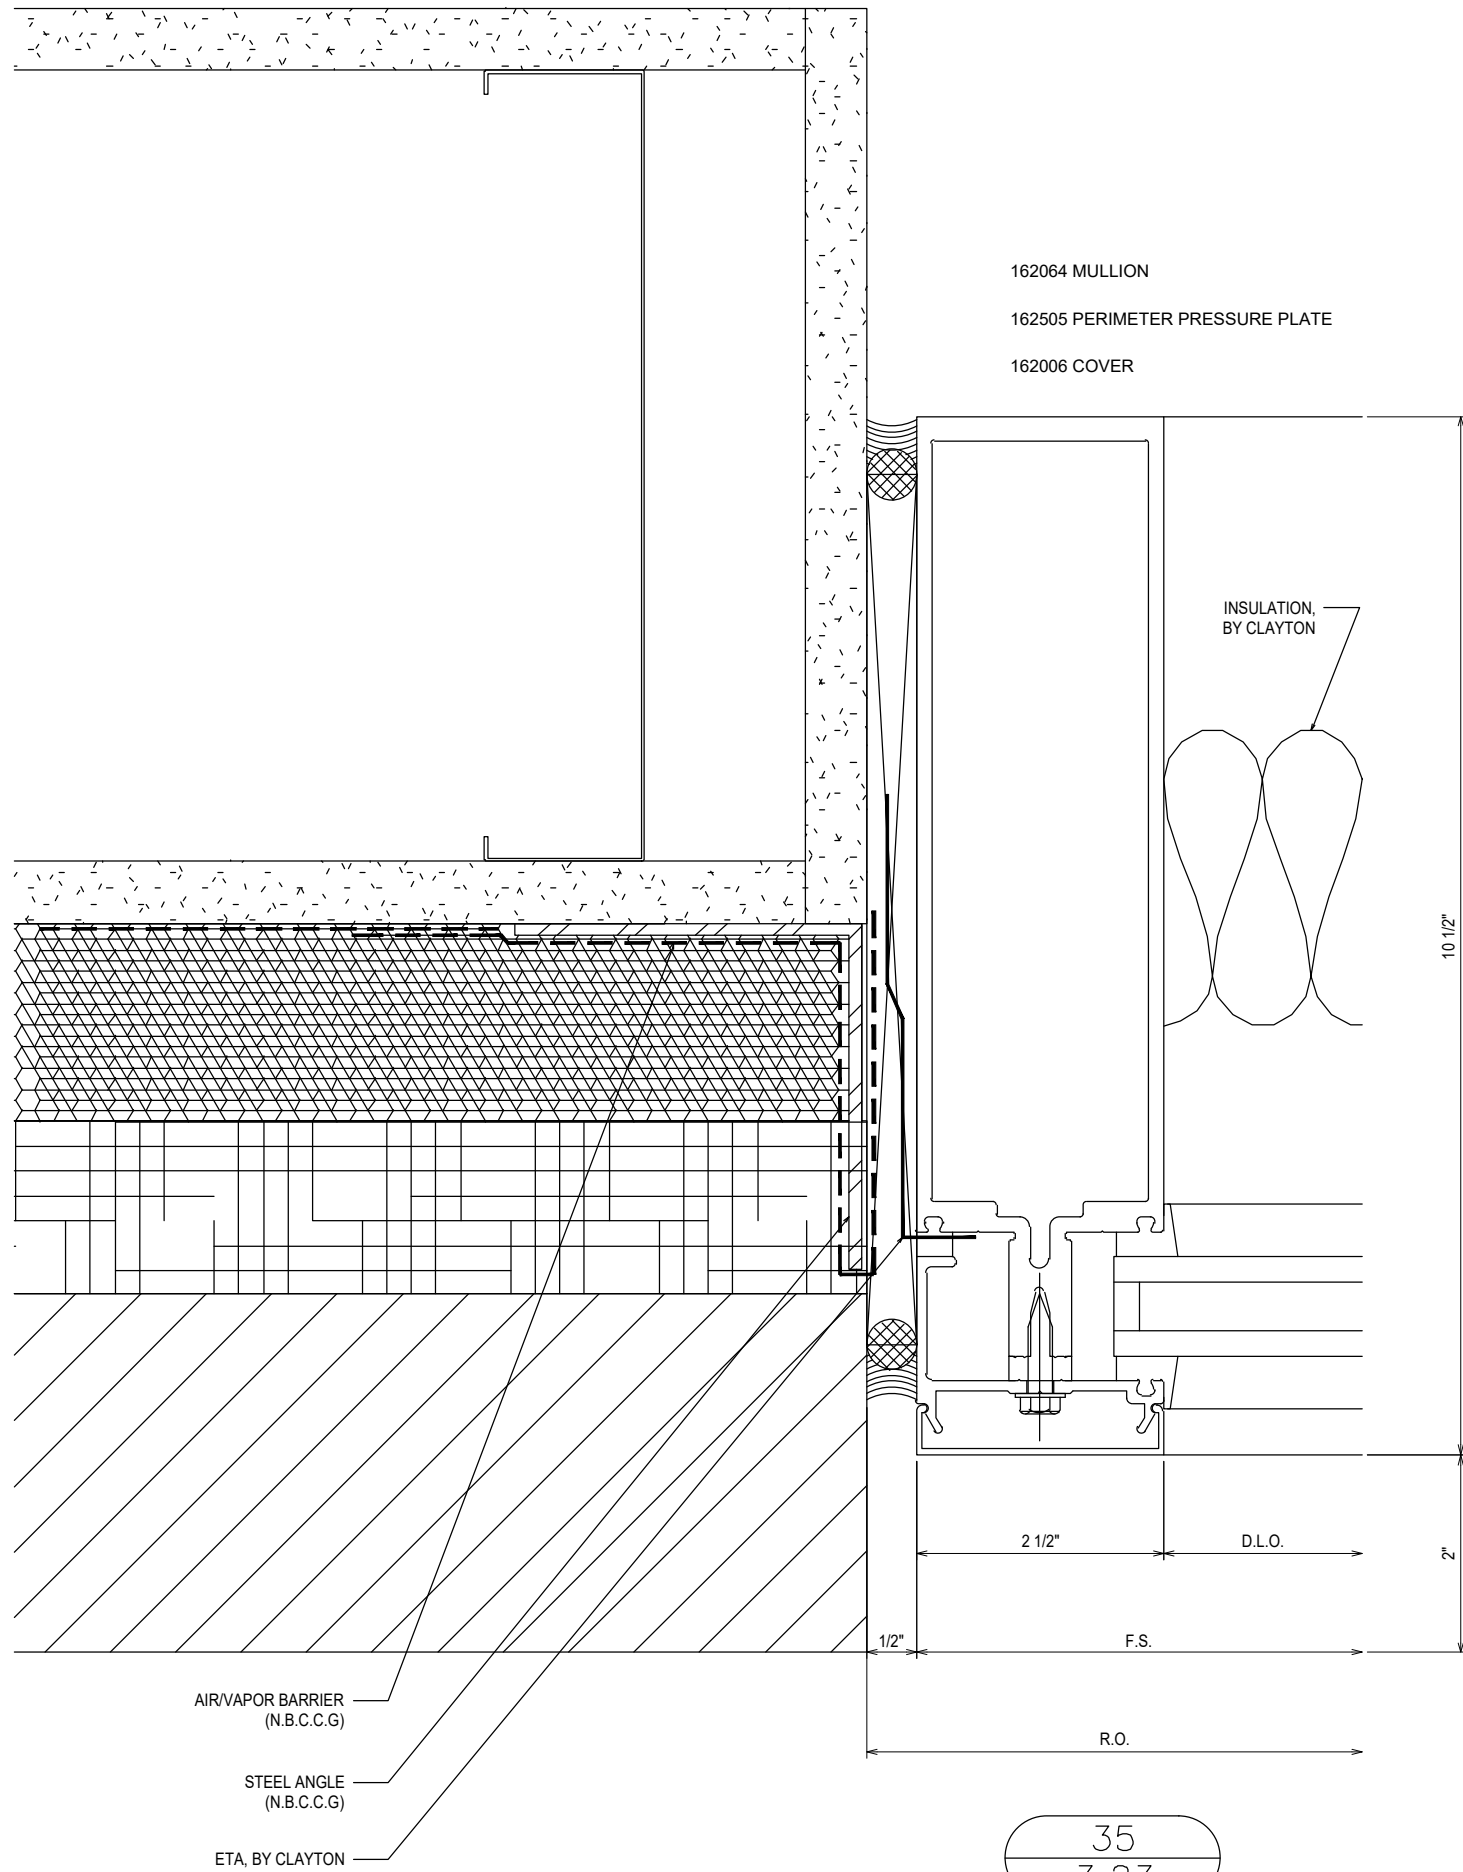 162064 MULLION
162505 PERIMETER PRESSURE PLATE
162006 COVER
INSULATION,
BY CLAYTON
10 1/2"
2 1/2"
D.L.O.
2"
1/2"
F.S.
R.O.
AIR/VAPOR BARRIER
(N.B.C.C.G)
STEEL ANGLE
(N.B.C.C.G)
ETA, BY CLAYTON
35